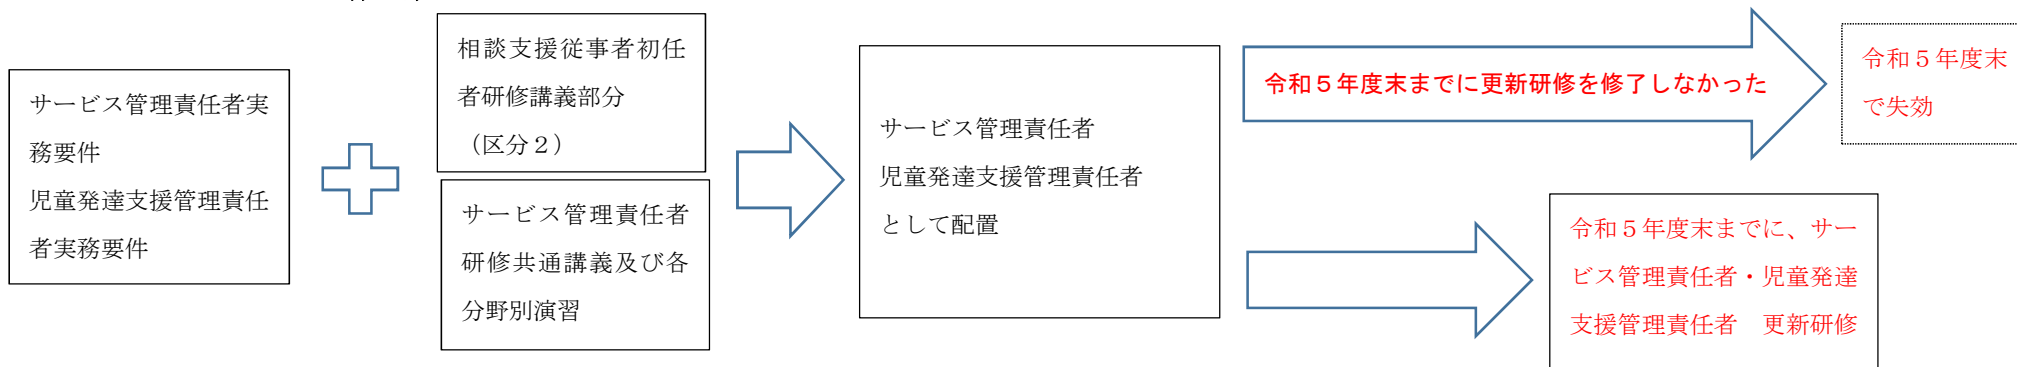 サービス管理責任者実
務要件
児童発達支援管理責任
者実務要件
相談支援従事者初任
者研修講義部分
（区分２）
サービス管理責任者
研修共通講義及び各
分野別演習
サービス管理責任者
児童発達支援管理責任者
として配置
令和５年度末までに更新研修を修了しなかった
令和５年度末
で失効
令和５年度末までに、サー
ビス管理責任者・児童発達
支援管理責任者　更新研修